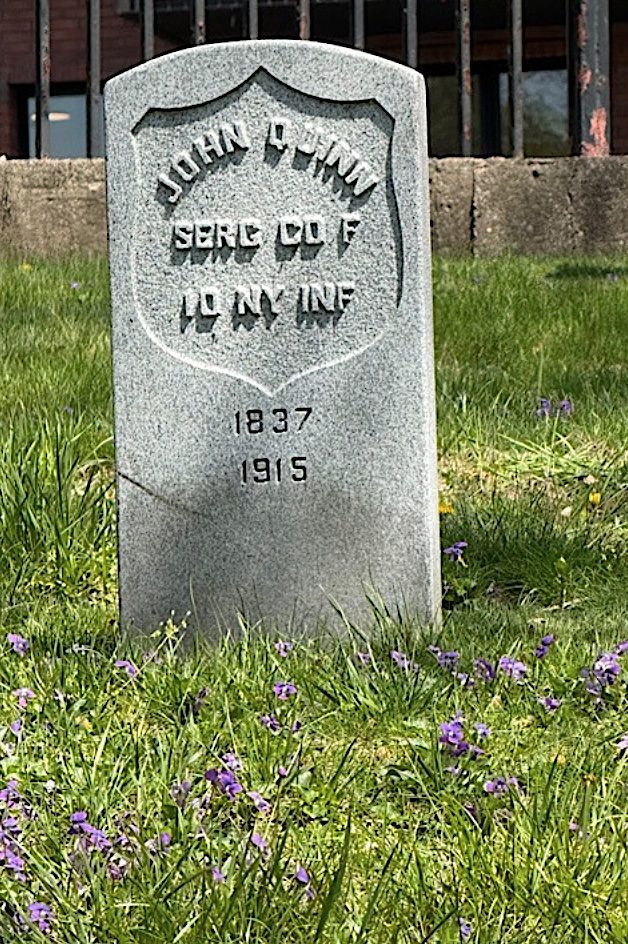 JOHN QUINN
SERG CO F
10 NY INF
1837
1915